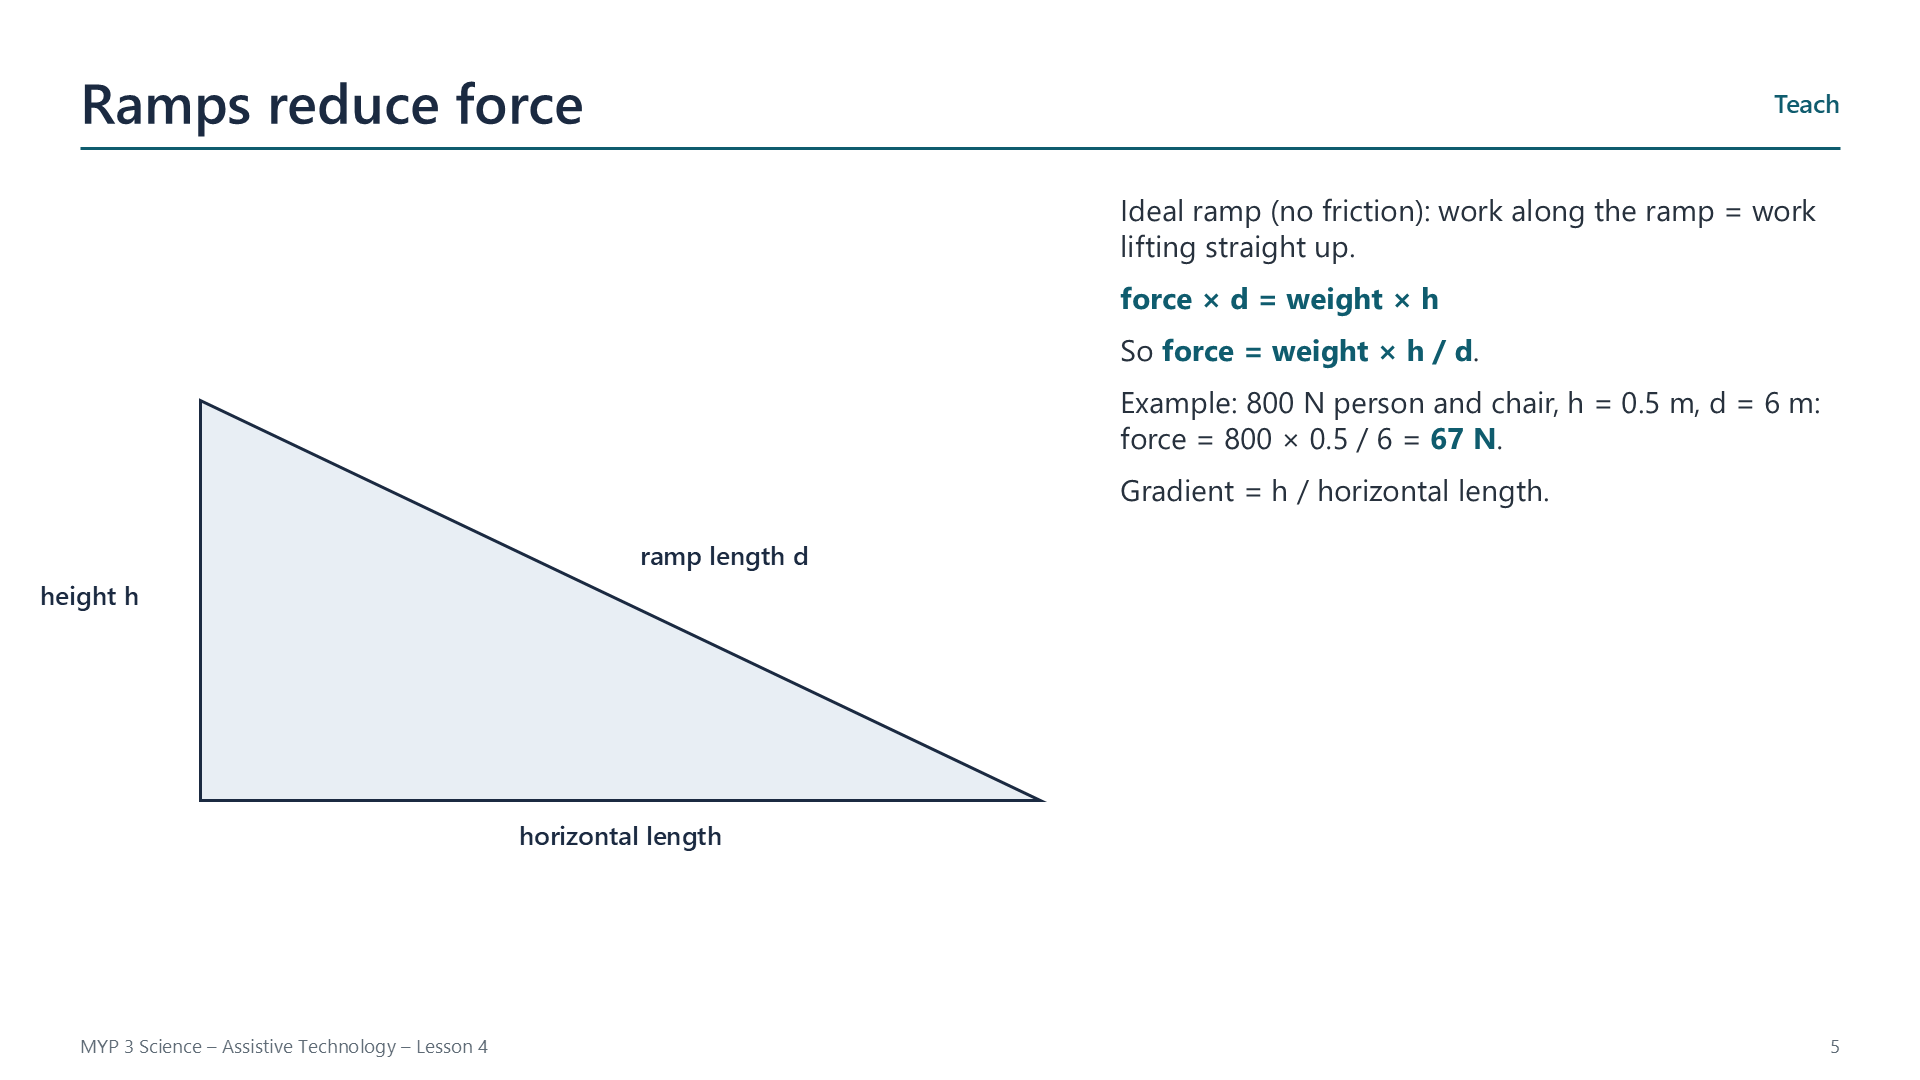 Ramps reduce force
Teach
Ideal ramp (no friction): work along the ramp = work
lifting straight up.
force × d = weight × h
So force = weight × h / d.
Example: 800 N person and chair, h = 0.5 m, d = 6 m:
force = 800 × 0.5 / 6 = 67 N.
Gradient = h / horizontal length.
ramp length d
height h
horizontal length
MYP 3 Science – Assistive Technology – Lesson 4
5